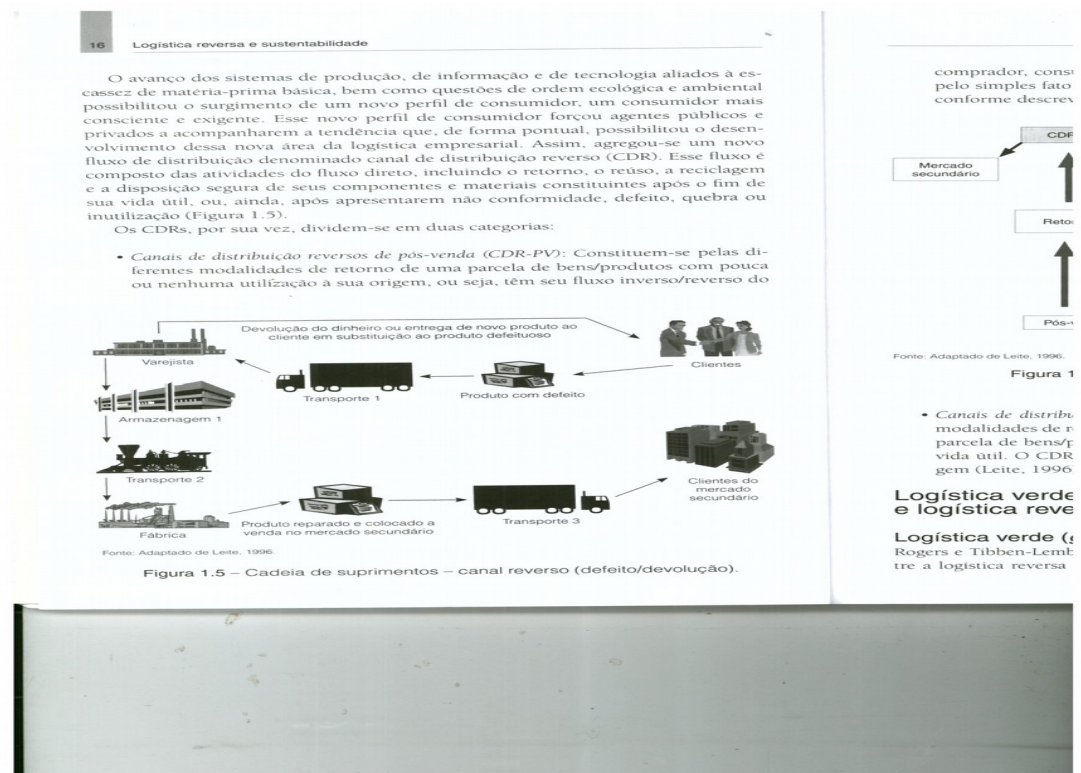 16 Logística reversa e sustentabilidade
O avanço dos sistemas de produção, de informação e de tecnologia aliados à es-
cassez de matéria-prima básica, bem como questões de ordem ecológica e ambiental
possibilitou o surgimento de um novo perfil de consumidor, um consumidor mais
consciente e exigente. Esse novo perfil de consumidor forçou agentes públicos e
privados a acompanharem a tendência que, de forma pontual, possibilitou o desen-
volvimento dessa nova área da logística empresarial. Assim, agregou-se um novo
fluxo de distribuição denominado canal de distribuição reverso (CDR). Esse fluxo é
composto das atividades do fluxo direto, incluindo o retorno, o reúso, a reciclagem
e a disposição segura de seus componentes e materiais constituintes após o fim de
sua vida útil, ou, ainda, após apresentarem não conformidade, defeito, quebra ou
inutilização (Figura 1.5).
Os CDRs, por sua vez, dividem-se em duas categorias:
• Canais de distribuição reversos de pós-venda (CDR-PV): Constituem-se pelas di-
ferentes modalidades de retorno de uma parcela de bens/produtos com pouca
ou nenhuma utilização à sua origem, ou seja, têm seu fluxo inverso/reverso do
Devolução do dinheiro ou entrega de novo produto ao
cliente em substituição ao produto defeituoso
Varejista
Clientes
Transporte 1
Produto com defeito
Armazenagem 1
Transporte 2
Clientes do
mercado
secundário
Fábrica
Produto reparado e colocado a
venda no mercado secundário
Transporte 3
Fonte: Adaptado de Leite, 1996.
Figura 1.5 – Cadeia de suprimentos – canal reverso (defeito/devolução).
comprador, cons
pelo simples fato
conforme descrev
CDR
Mercado
secundário
Reto
Pós-v
Fonte: Adaptado de Leite, 1996.
Figura 1
• Canais de distribu
modalidades de r
parcela de bens/p
vida útil. O CDR
gem (Leite, 1996
Logística verde
e logística reve
Logística verde (g
Rogers e Tibben-Lemb
tre a logística reversa